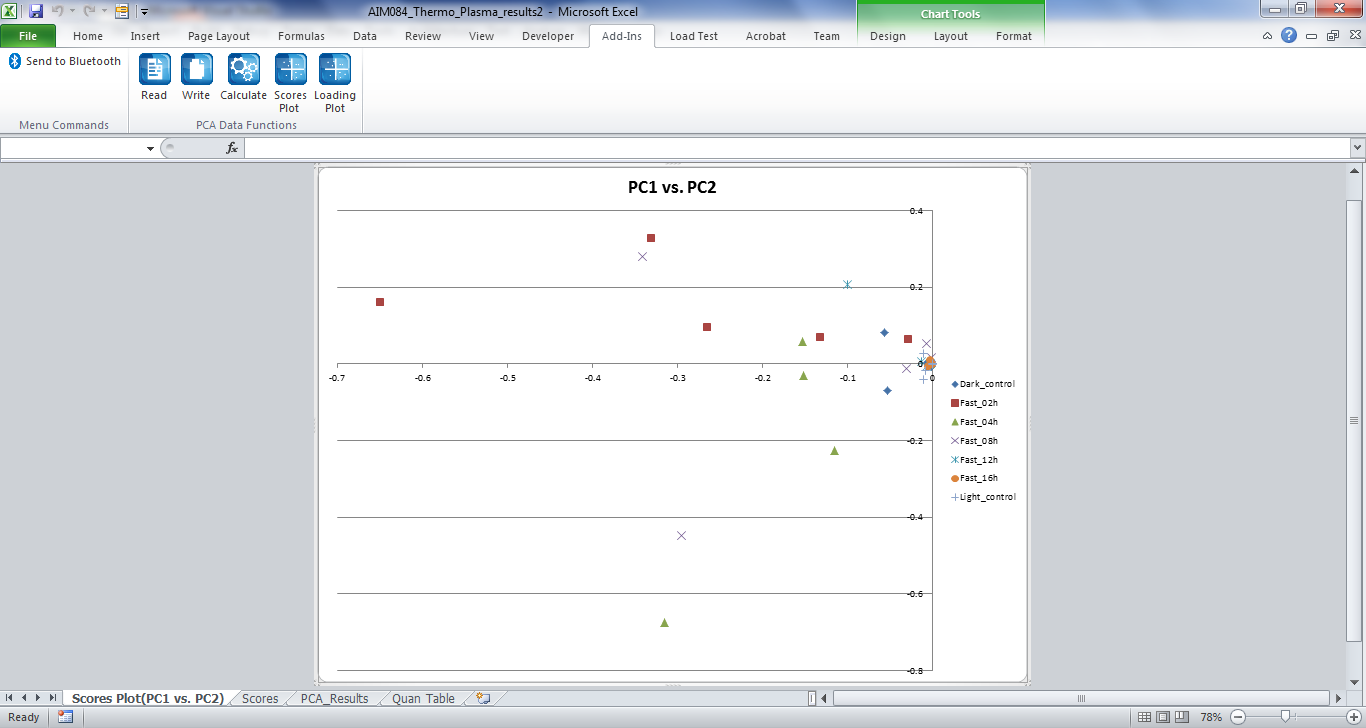 AIM084_Thermo_Plasma_results2 - Microsoft Excel
Chart Tools
File Home Insert Page Layout Formulas Data Review View Developer Add-Ins Load Test Acrobat Team Design Layout Format
Send to Bluetooth
Read Write Calculate Scores Plot Loading Plot
Menu Commands PCA Data Functions
fx
PC1 vs. PC2
0.4
0.2
0
-0.7 -0.6 -0.5 -0.4 -0.3 -0.2 -0.1 0
-0.2
-0.4
-0.6
-0.8
Dark_control
Fast_02h
Fast_04h
Fast_08h
Fast_12h
Fast_16h
Light_control
Scores Plot(PC1 vs. PC2) Scores PCA_Results Quan Table
Ready 78%